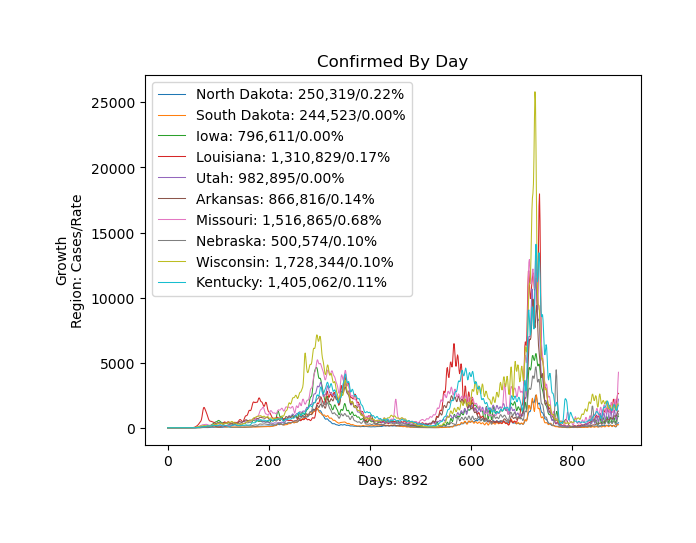 Confirmed By Day
25000
20000
15000
10000
5000
0
Growth
Region: Cases/Rate
North Dakota: 250,319/0.22%
South Dakota: 244,523/0.00%
Iowa: 796,611/0.00%
Louisiana: 1,310,829/0.17%
Utah: 982,895/0.00%
Arkansas: 866,816/0.14%
Missouri: 1,516,865/0.68%
Nebraska: 500,574/0.10%
Wisconsin: 1,728,344/0.10%
Kentucky: 1,405,062/0.11%
0 200 400 600 800
Days: 892